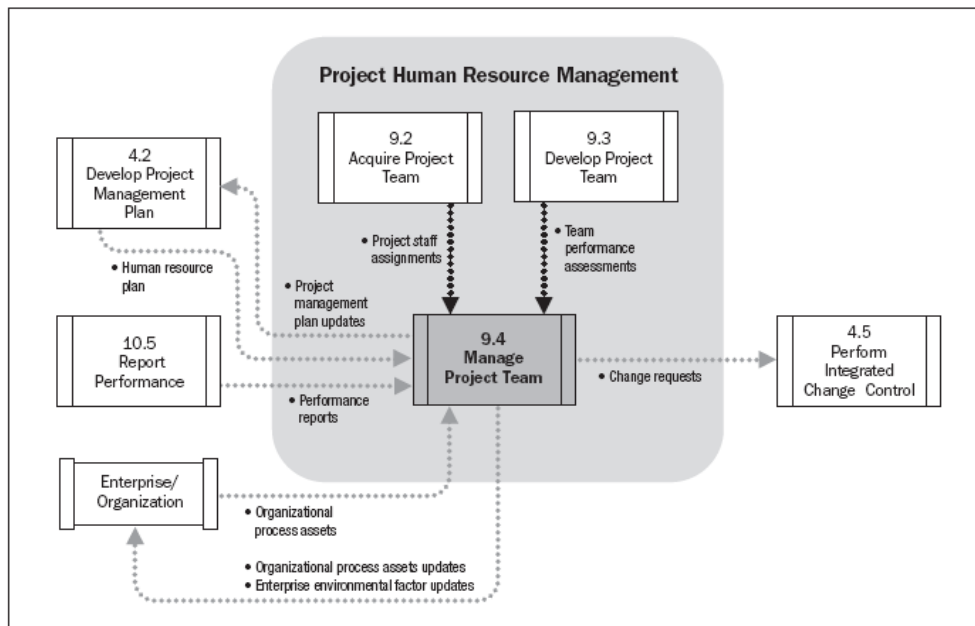 Project Human Resource Management
9.2
Acquire Project
Team
9.3
Develop Project
Team
4.2
Develop Project
Management
Plan
• Project staff
assignments
• Team
performance
assessments
• Human resource
plan
• Project
management
plan updates
10.5
Report
Performance
9.4
Manage
Project Team
4.5
Perform
Integrated
Change Control
• Change requests
• Performance
reports
Enterprise/
Organization
• Organizational
process assets
• Organizational process assets updates
• Enterprise environmental factor updates